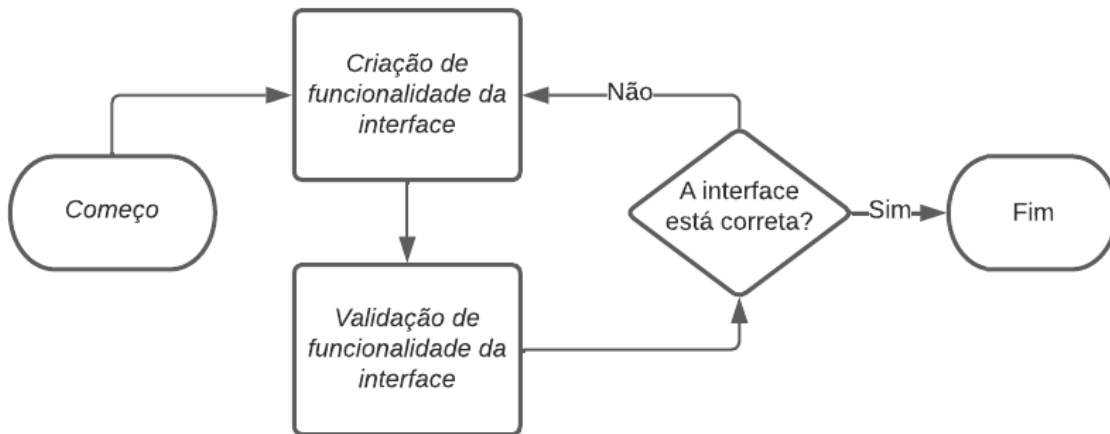 Começo
Criação de
funcionalidade da
interface
Validação de
funcionalidade da
interface
A interface
está correta?
Não
Sim
Fim